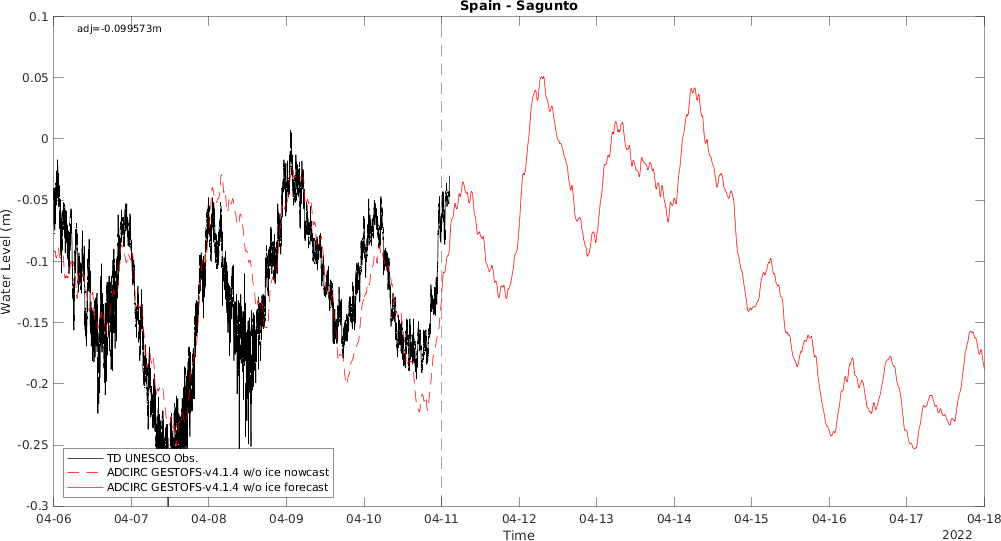 Spain - Sagunto
adj=-0.099573m
0.1
0.05
0
-0.05
-0.1
-0.15
-0.2
-0.25
-0.3
Water Level (m)
TD UNESCO Obs.
ADCIRC GESTOFS-v4.1.4 w/o ice nowcast
ADCIRC GESTOFS-v4.1.4 w/o ice forecast
04-06 04-07 04-08 04-09 04-10 04-11 04-12 04-13 04-14 04-15 04-16 04-17 04-18
Time
2022